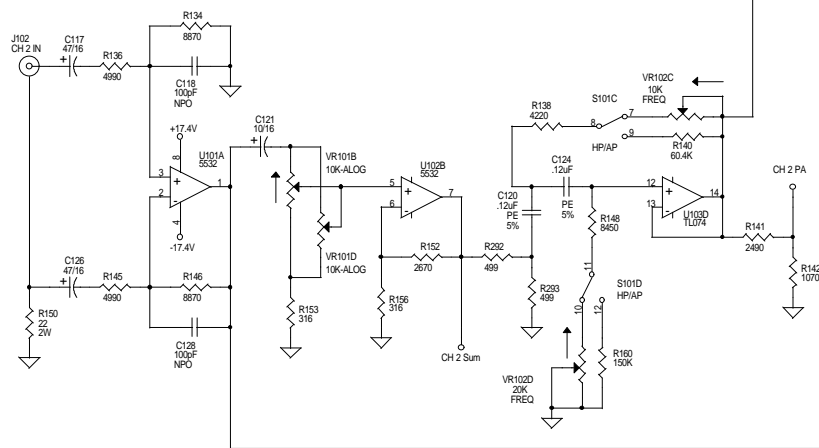 J102
CH 2 IN
C117
47/16
+
R136
4990
R134
8870
C118
100pF
NPO
+17.4V
8
U101A
5532
3
2
1
+
-
4
-17.4V
C126
47/16
+
R145
4990
R146
8870
C128
100pF
NPO
R150
22
2W
C121
10/16
+
VR101B
10K-ALOG
VR101D
10K-ALOG
R153
316
U102B
5532
5
6
7
+
-
R152
2670
R156
316
CH 2 Sum
R292
499
R293
499
C120
.12uF
PE
5%
C124
.12uF
PE
5%
R138
4220
S101C
8
7
9
HP/AP
VR102C
10K
FREQ
R140
60.4K
R148
8450
11
S101D
HP/AP
10
12
VR102D
20K
FREQ
R160
150K
12
13
14
+
-
U103D
TL074
R141
2490
CH 2 PA
R142
1070